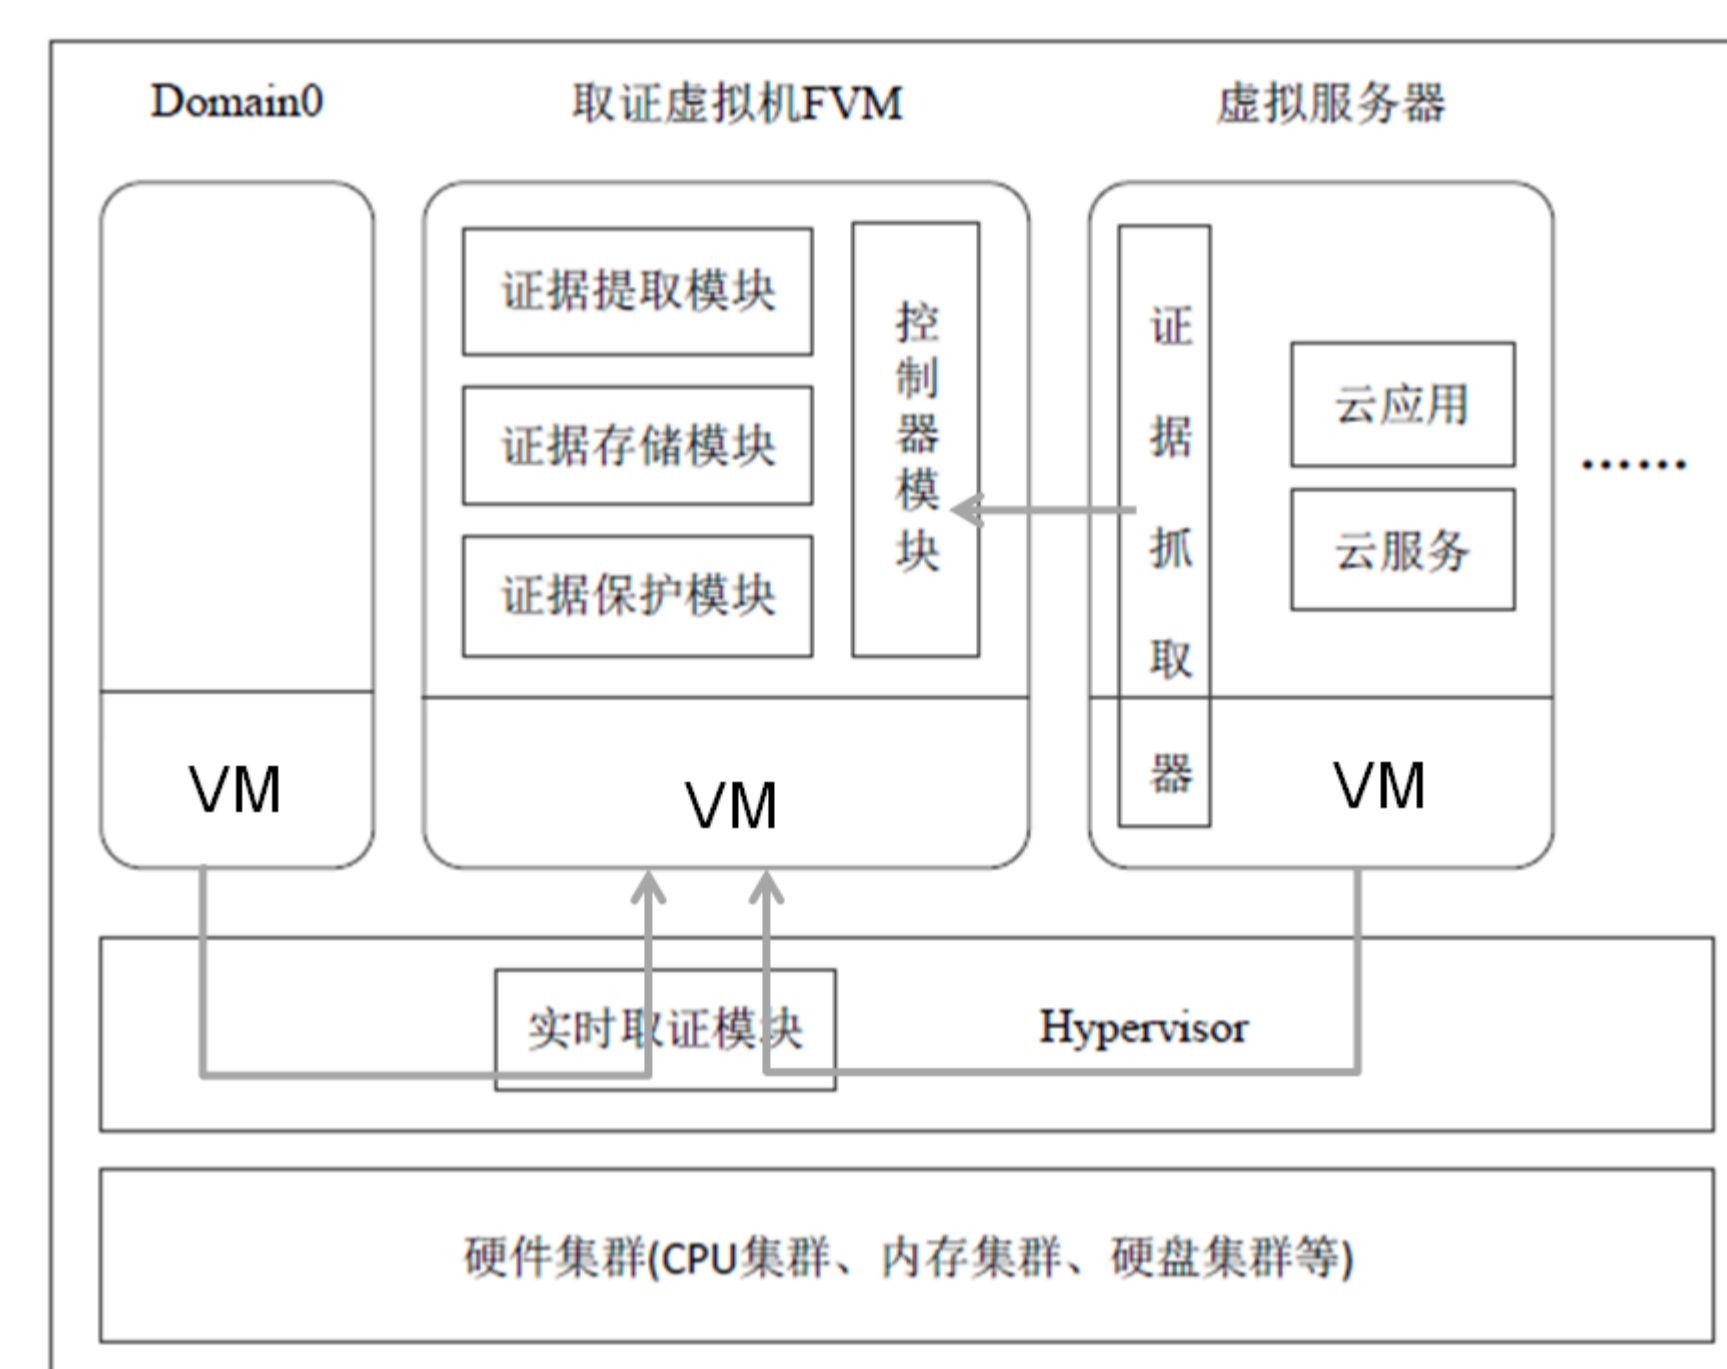 Domain0
取证虚拟机FVM
虚拟服务器
证据提取模块
证据存储模块
证据保护模块
控制器模块
证据抓取器
云应用
云服务
……
VM
VM
VM
实时取证模块
Hypervisor
硬件集群(CPU集群、内存集群、硬盘集群等)